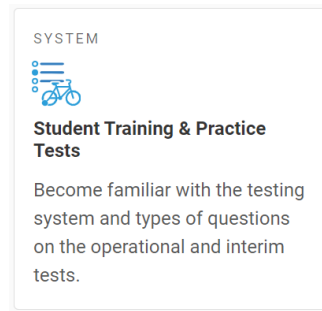 SYSTEM
Student Training & Practice
Tests
Become familiar with the testing
system and types of questions
on the operational and interim
tests.